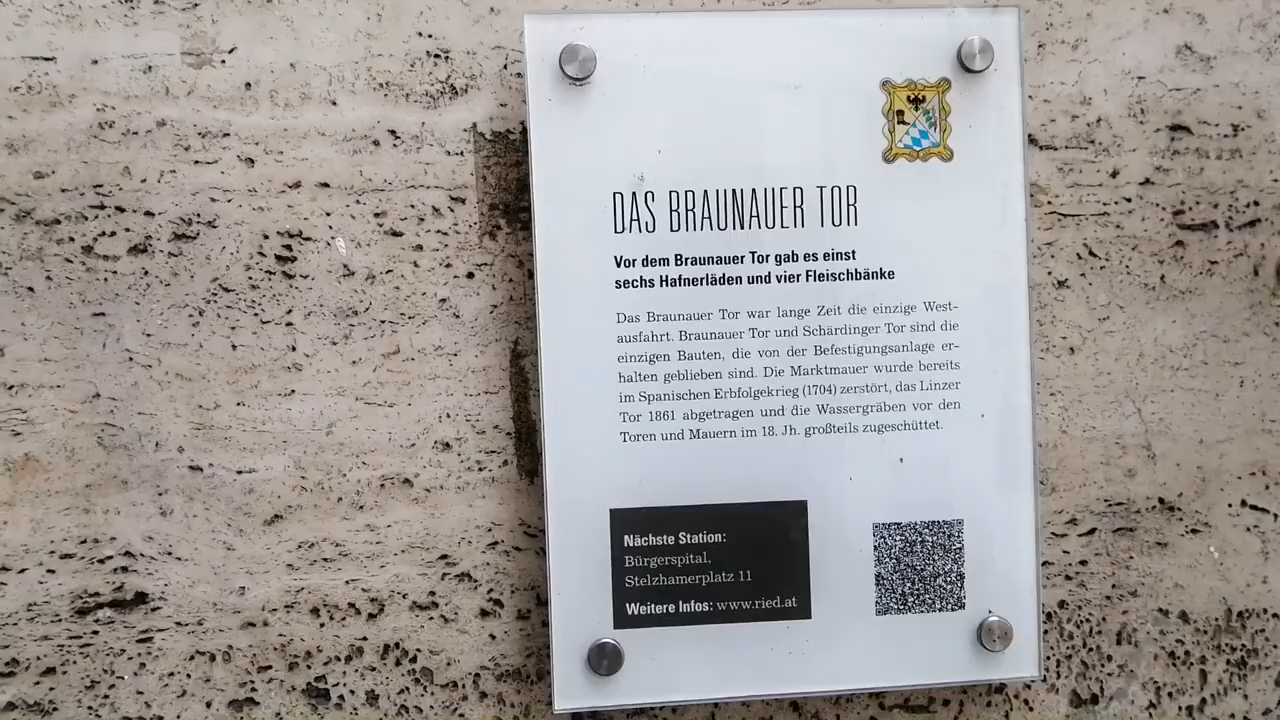 DAS BRAUNAUER TOR
Vor dem Braunauer Tor gab es einst
sechs Hafnerläden und vier Fleischbänke
Das Braunauer Tor war lange Zeit die einzige West-
ausfahrt. Braunauer Tor und Schärdinger Tor sind die
einzigen Bauten, die von der Befestigungsanlage er-
halten geblieben sind. Die Marktmauer wurde bereits
im Spanischen Erbfolgekrieg (1704) zerstört, das Linzer
Tor 1861 abgetragen und die Wassergräben vor den
Toren und Mauern im 18. Jh. großteils zugeschüttet.
Nächste Station:
Bürgerspital,
Stelzhamerplatz 11
Weitere Infos: www.ried.at